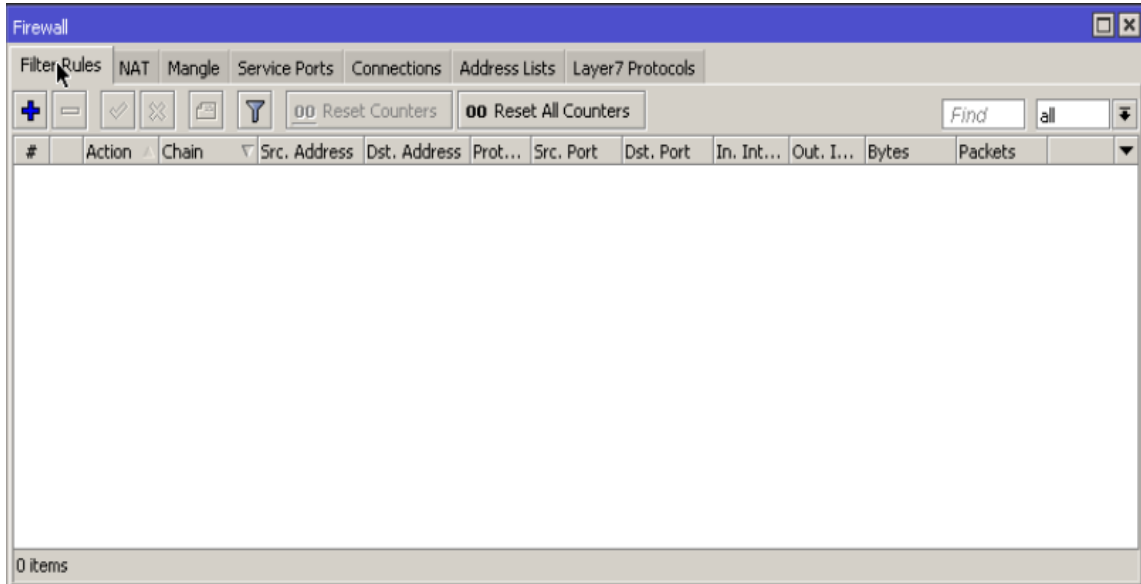 Firewall
Filter Rules NAT Mangle Service Ports Connections Address Lists Layer7 Protocols
00 Reset Counters 00 Reset All Counters Find all
# Action Chain Src. Address Dst. Address Prot... Src. Port Dst. Port In. Int... Out. I... Bytes Packets
0 items